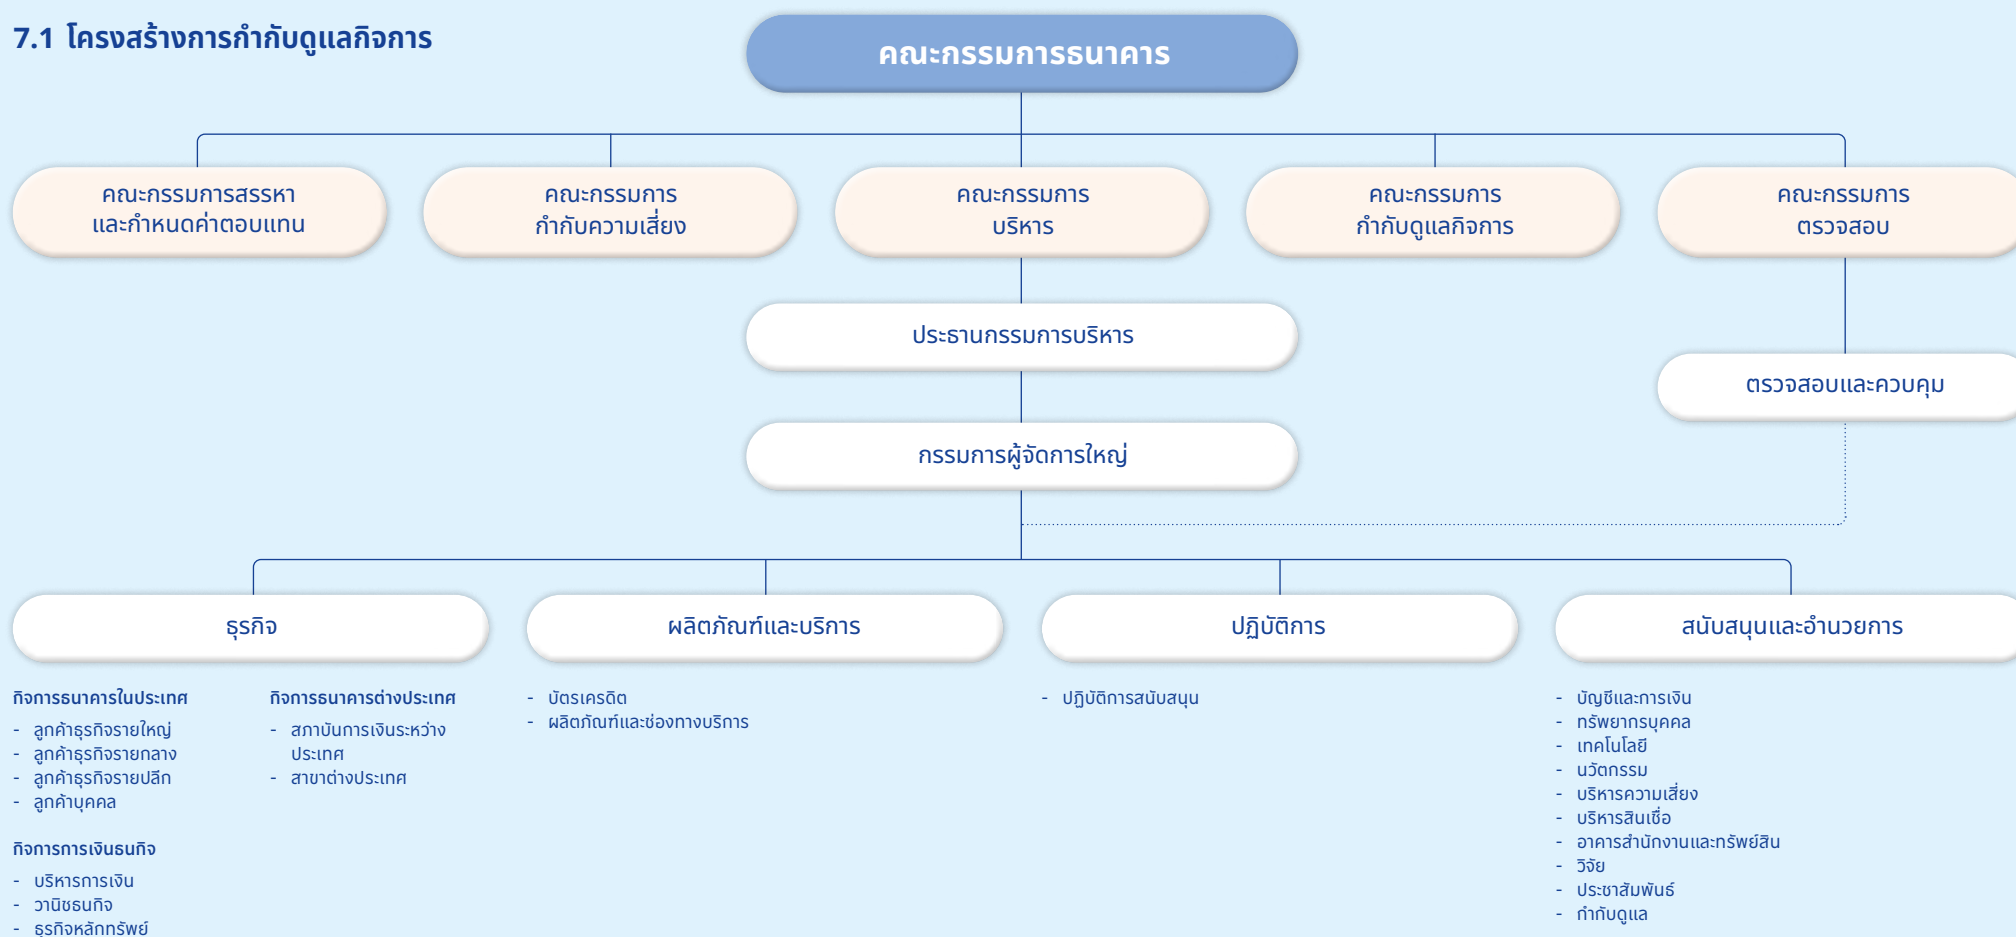 7.1 โครงสร้างการกำกับดูแลกิจการ
คณะกรรมการธนาคาร
คณะกรรมการสรรหา
และกำหนดค่าตอบแทน
คณะกรรมการ
กำกับความเสี่ยง
คณะกรรมการ
บริหาร
คณะกรรมการ
กำกับดูแลกิจการ
คณะกรรมการ
ตรวจสอบ
ประธานกรรมการบริหาร
ตรวจสอบและควบคุม
กรรมการผู้จัดการใหญ่
ธุรกิจ
ผลิตภัณฑ์และบริการ
ปฏิบัติการ
สนับสนุนและอำนวยการ
กิจการธนาคารในประเทศ
- ลูกค้าธุรกิจรายใหญ่
- ลูกค้าธุรกิจรายกลาง
- ลูกค้าธุรกิจรายปลีก
- ลูกค้าบุคคล
กิจการการเงินธนกิจ
- บริหารการเงิน
- วานิชธนกิจ
- ธุรกิจหลักทรัพย์
กิจการธนาคารต่างประเทศ
- สภาบันการเงินระหว่าง
ประเทศ
- สาขาต่างประเทศ
- บัตรเครดิต
- ผลิตภัณฑ์และช่องทางบริการ
- ปฏิบัติการสนับสนุน
- บัญชีและการเงิน
- ทรัพยากรบุคคล
- เทคโนโลยี
- นวัตกรรม
- บริหารความเสี่ยง
- บริหารสินเชื่อ
- อาคารสำนักงานและทรัพย์สิน
- วิจัย
- ประชาสัมพันธ์
- กำกับดูแล